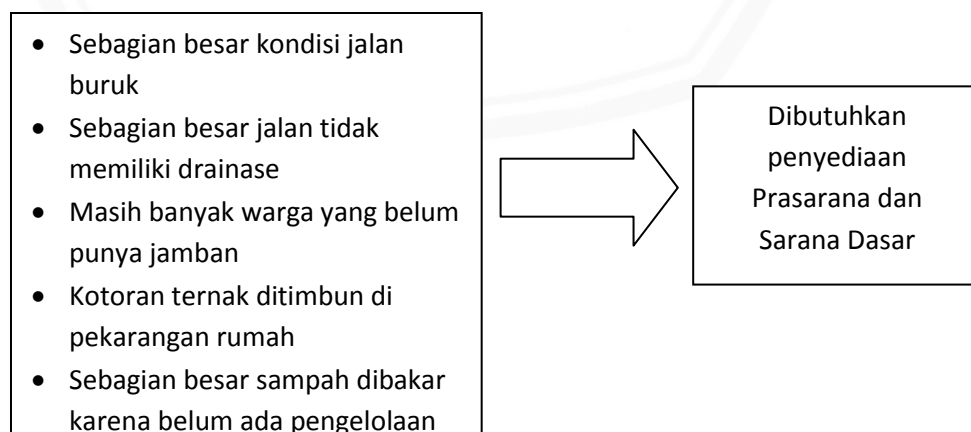 • Sebagian besar kondisi jalan
buruk
• Sebagian besar jalan tidak
memiliki drainase
• Masih banyak warga yang belum
punya jamban
• Kotoran ternak ditimbun di
pekarangan rumah
• Sebagian besar sampah dibakar
karena belum ada pengelolaan
Dibutuhkan
penyediaan
Prasarana dan
Sarana Dasar